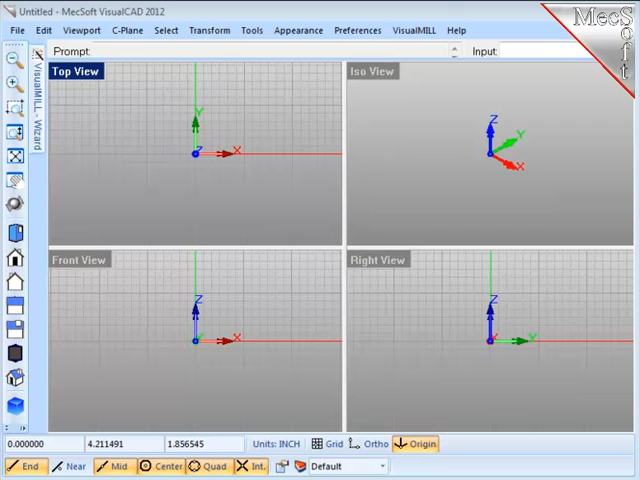 Untitled - MecSoft VisualCAD 2012
File Edit Viewport C-Plane Select Transform Tools Appearance Preferences VisualMILL Help
Prompt: Input:
MecSoft
VisualMILL - Wizard
Top View
Iso View
Y
Z X
Z
Y
X
Front View
Right View
Z
Y X
Z
X Y
0.000000 4.211491 1.856545 Units: INCH Grid Ortho Origin
End Near Mid Center Quad Int. Default